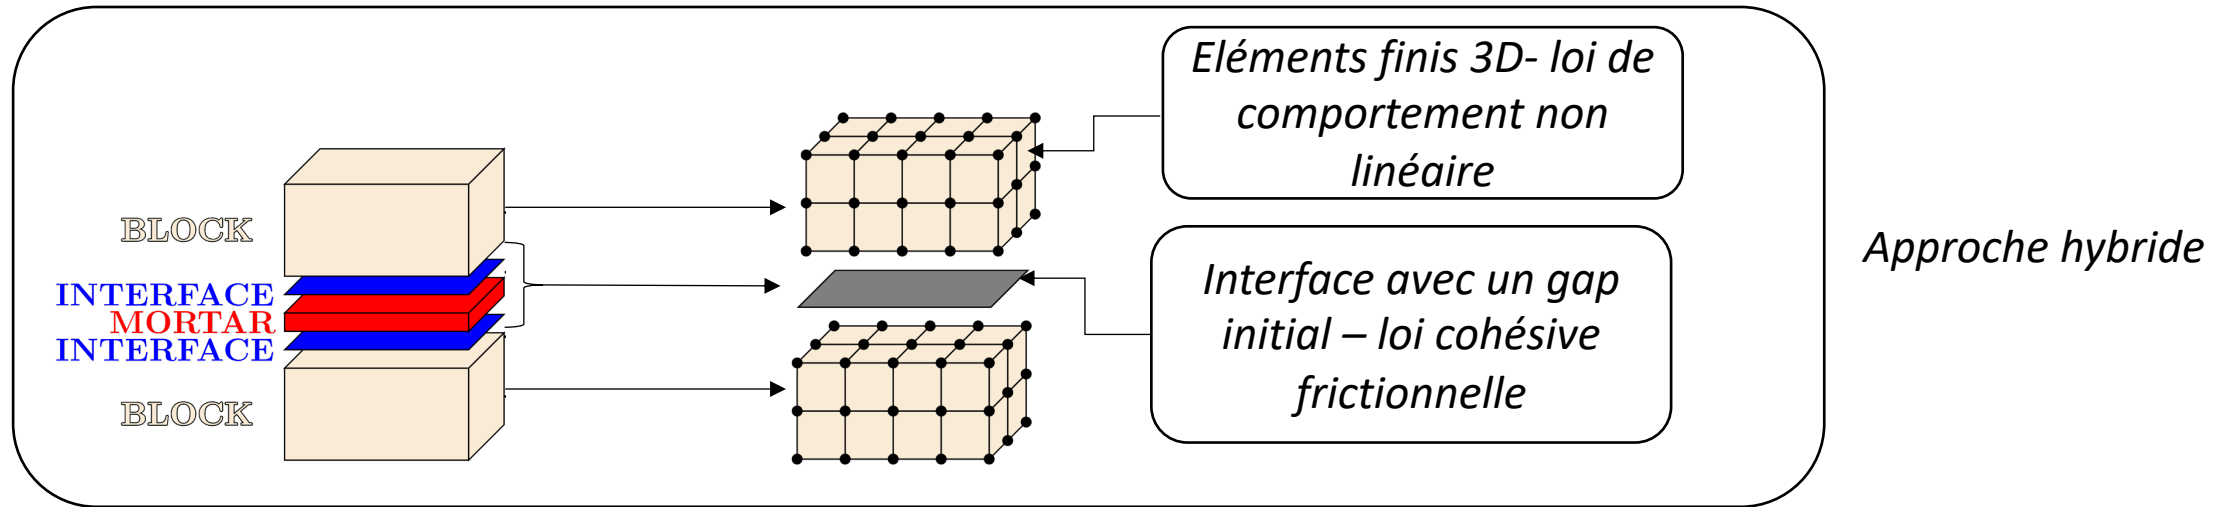 BLOCK
INTERFACE
MORTAR
INTERFACE
BLOCK
Eléments finis 3D- loi de
comportement non
linéaire
Interface avec un gap
initial – loi cohésive
frictionnelle
Approche hybride